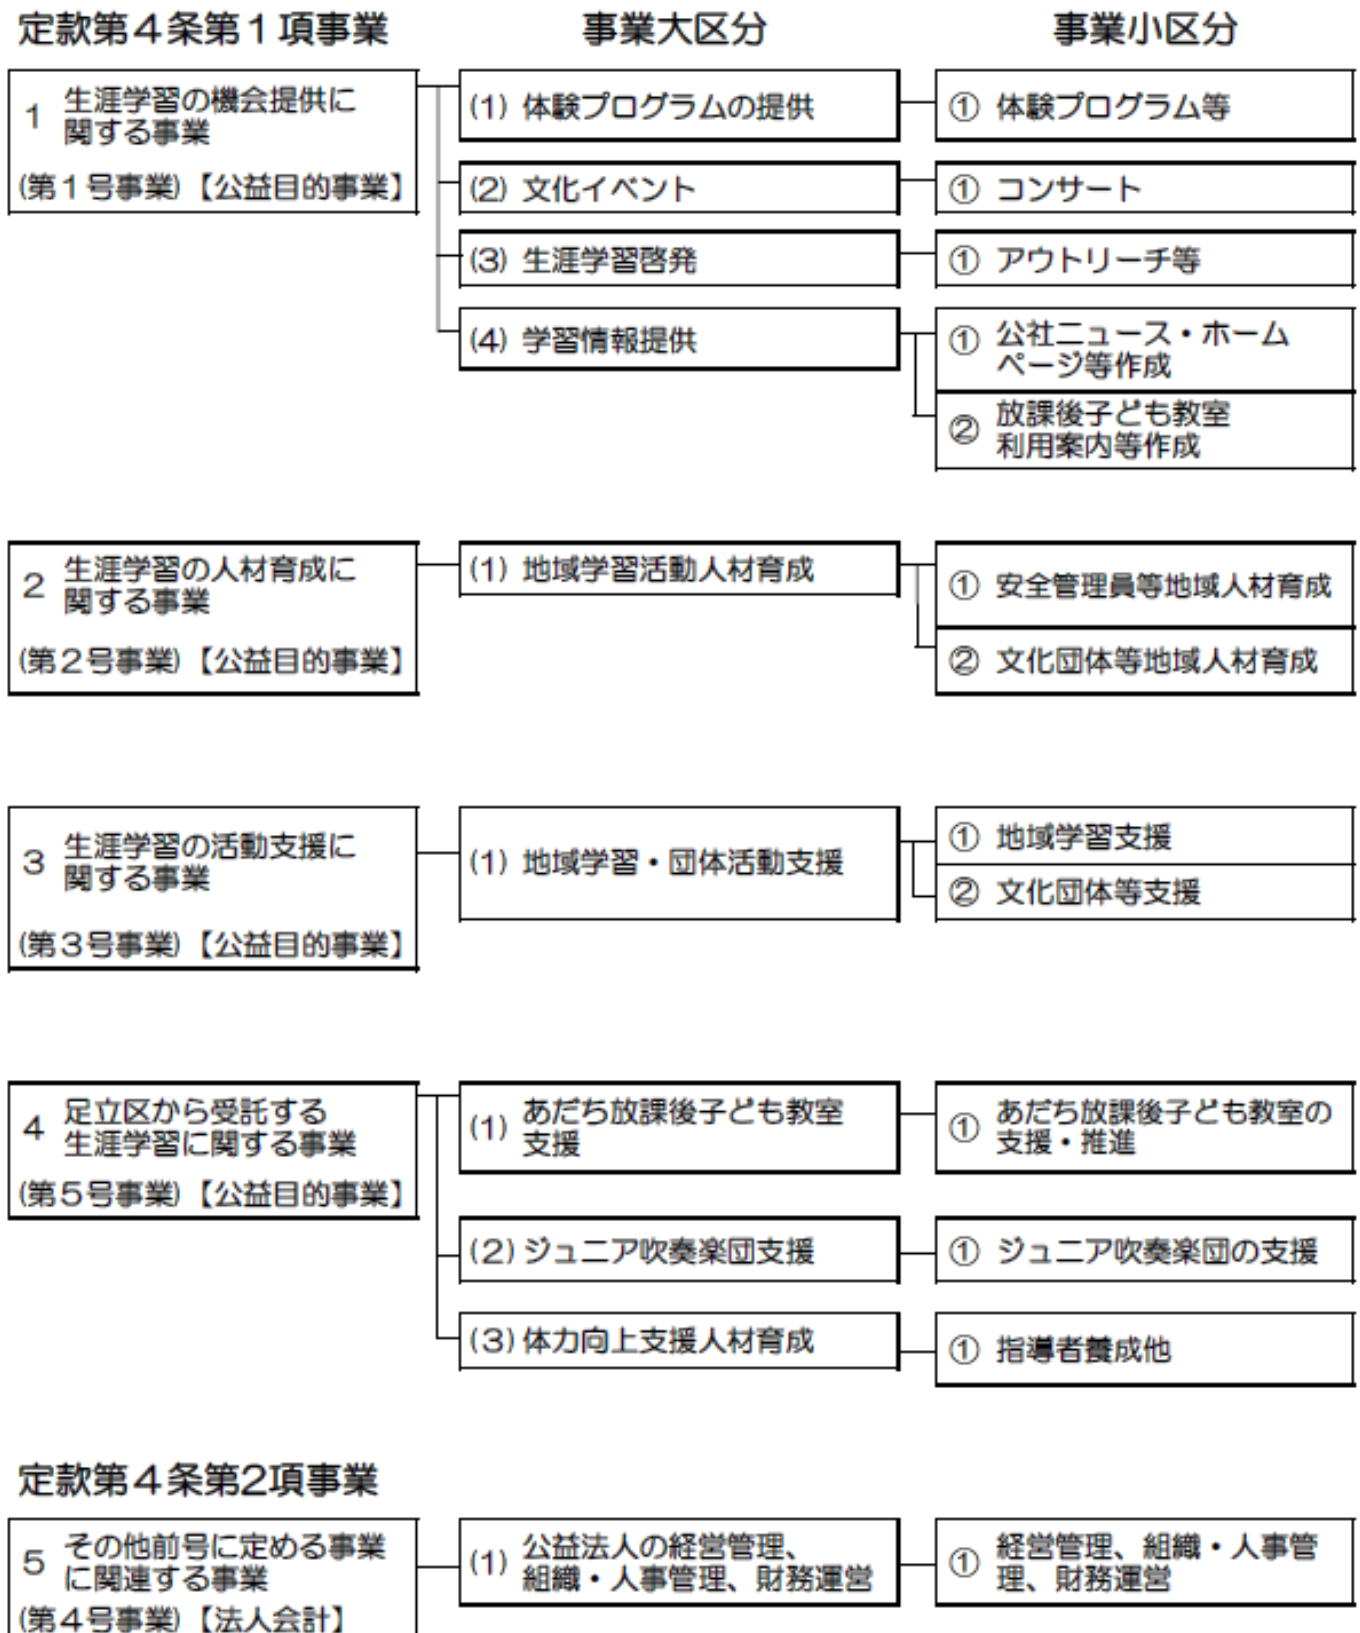 定款第４条第１項事業
事業大区分
事業小区分
1 生涯学習の機会提供に
関する事業
(第１号事業)【公益目的事業】
(1) 体験プログラムの提供
① 体験プログラム等
(2) 文化イベント
① コンサート
(3) 生涯学習啓発
① アウトリーチ等
(4) 学習情報提供
① 公社ニュース・ホーム
ページ等作成
② 放課後子ども教室
利用案内等作成
2 生涯学習の人材育成に
関する事業
(第２号事業)【公益目的事業】
(1) 地域学習活動人材育成
① 安全管理員等地域人材育成
② 文化団体等地域人材育成
3 生涯学習の活動支援に
関する事業
(第３号事業)【公益目的事業】
(1) 地域学習・団体活動支援
① 地域学習支援
② 文化団体等支援
4 足立区から受託する
生涯学習に関する事業
(第５号事業)【公益目的事業】
(1) あだち放課後子ども教室
支援
① あだち放課後子ども教室の
支援・推進
(2) ジュニア吹奏楽団支援
① ジュニア吹奏楽団の支援
(3) 体力向上支援人材育成
① 指導者養成他
定款第４条第2項事業
5 その他前号に定める事業
に関連する事業
(第４号事業)【法人会計】
(1) 公益法人の経営管理、
組織・人事管理、財務運営
① 経営管理、組織・人事管
理、財務運営